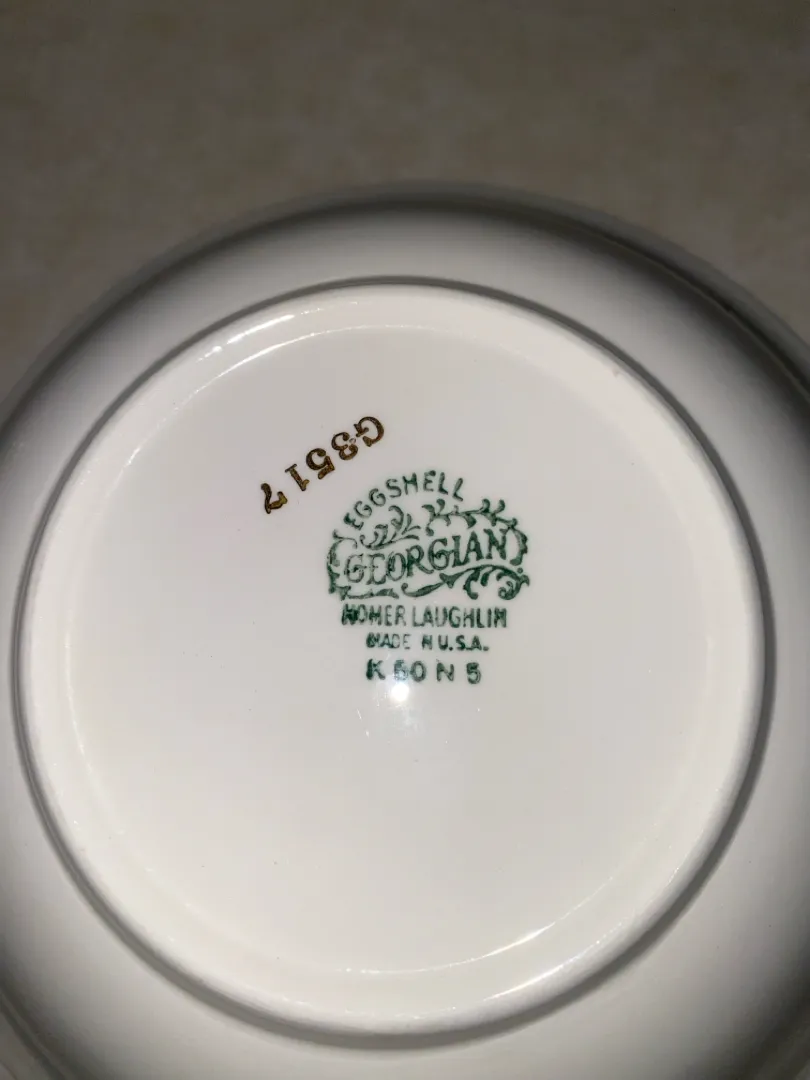 G3517
EGGSHELL
GEORGIAN
HOMER LAUGHLIN
MADE IN U.S.A.
K 50 N 5